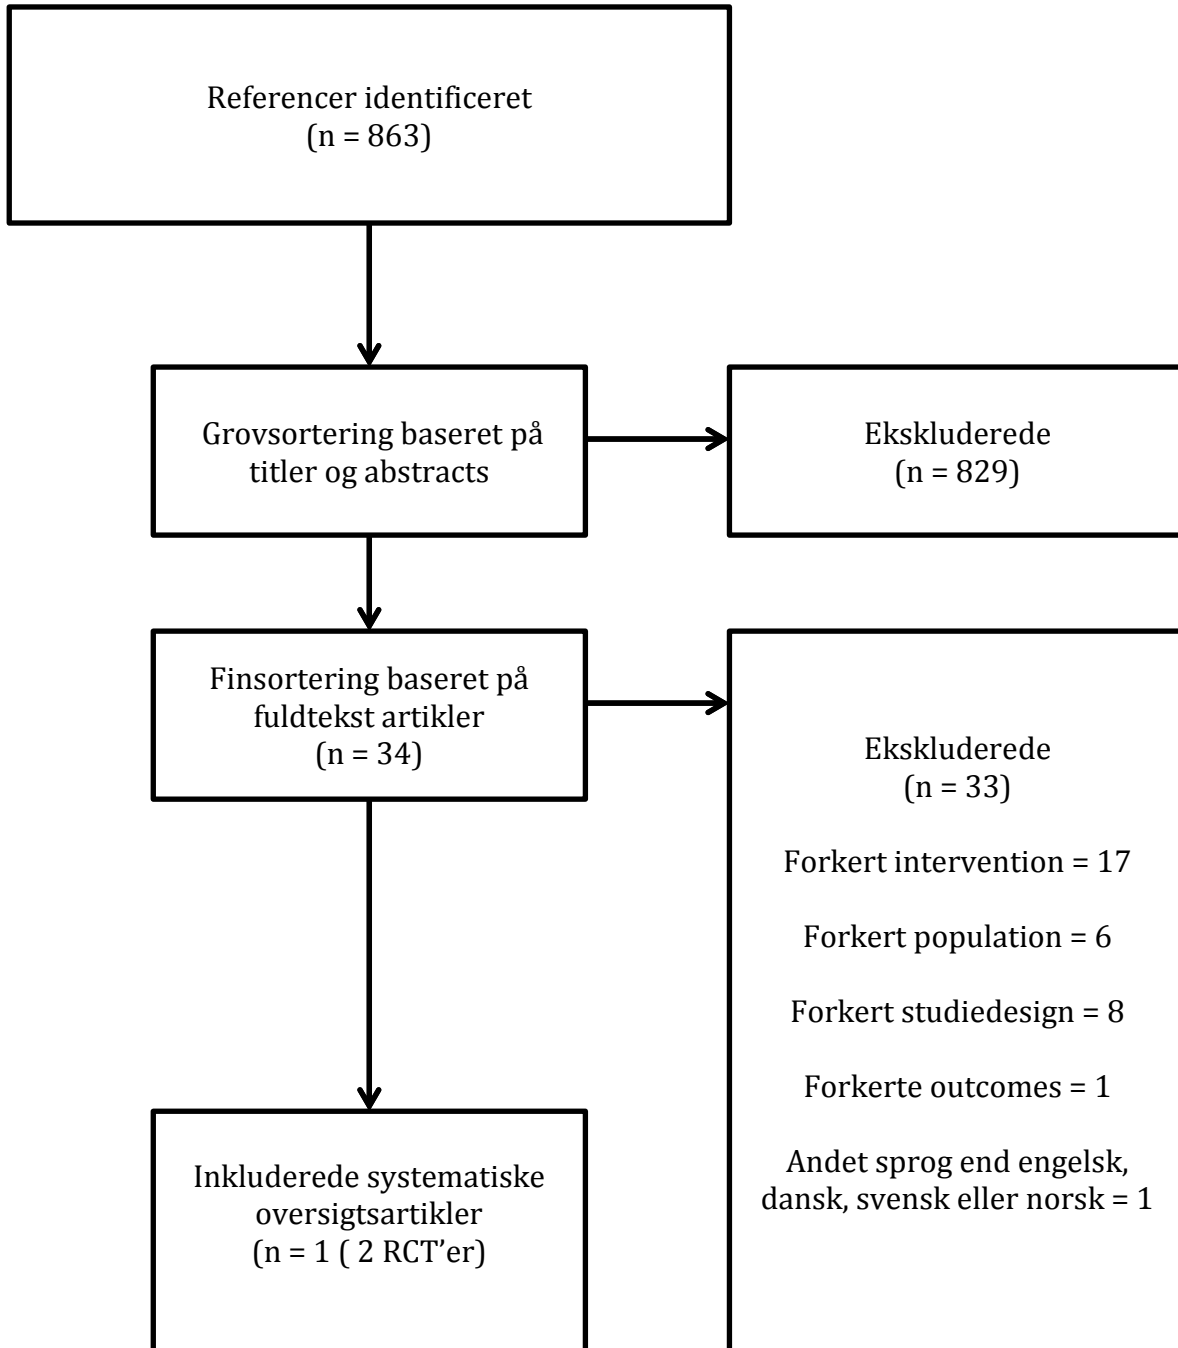 Referencer identificeret
(n = 863)
Grovsortering baseret på
titler og abstracts
Ekskluderede
(n = 829)
Finsortering baseret på
fuldtekst artikler
(n = 34)
Ekskluderede
(n = 33)
Forkert intervention = 17
Forkert population = 6
Forkert studiedesign = 8
Forkerte outcomes = 1
Andet sprog end engelsk,
dansk, svensk eller norsk = 1
Inkluderede systematiske
oversigtsartikler
(n = 1 ( 2 RCT’er)